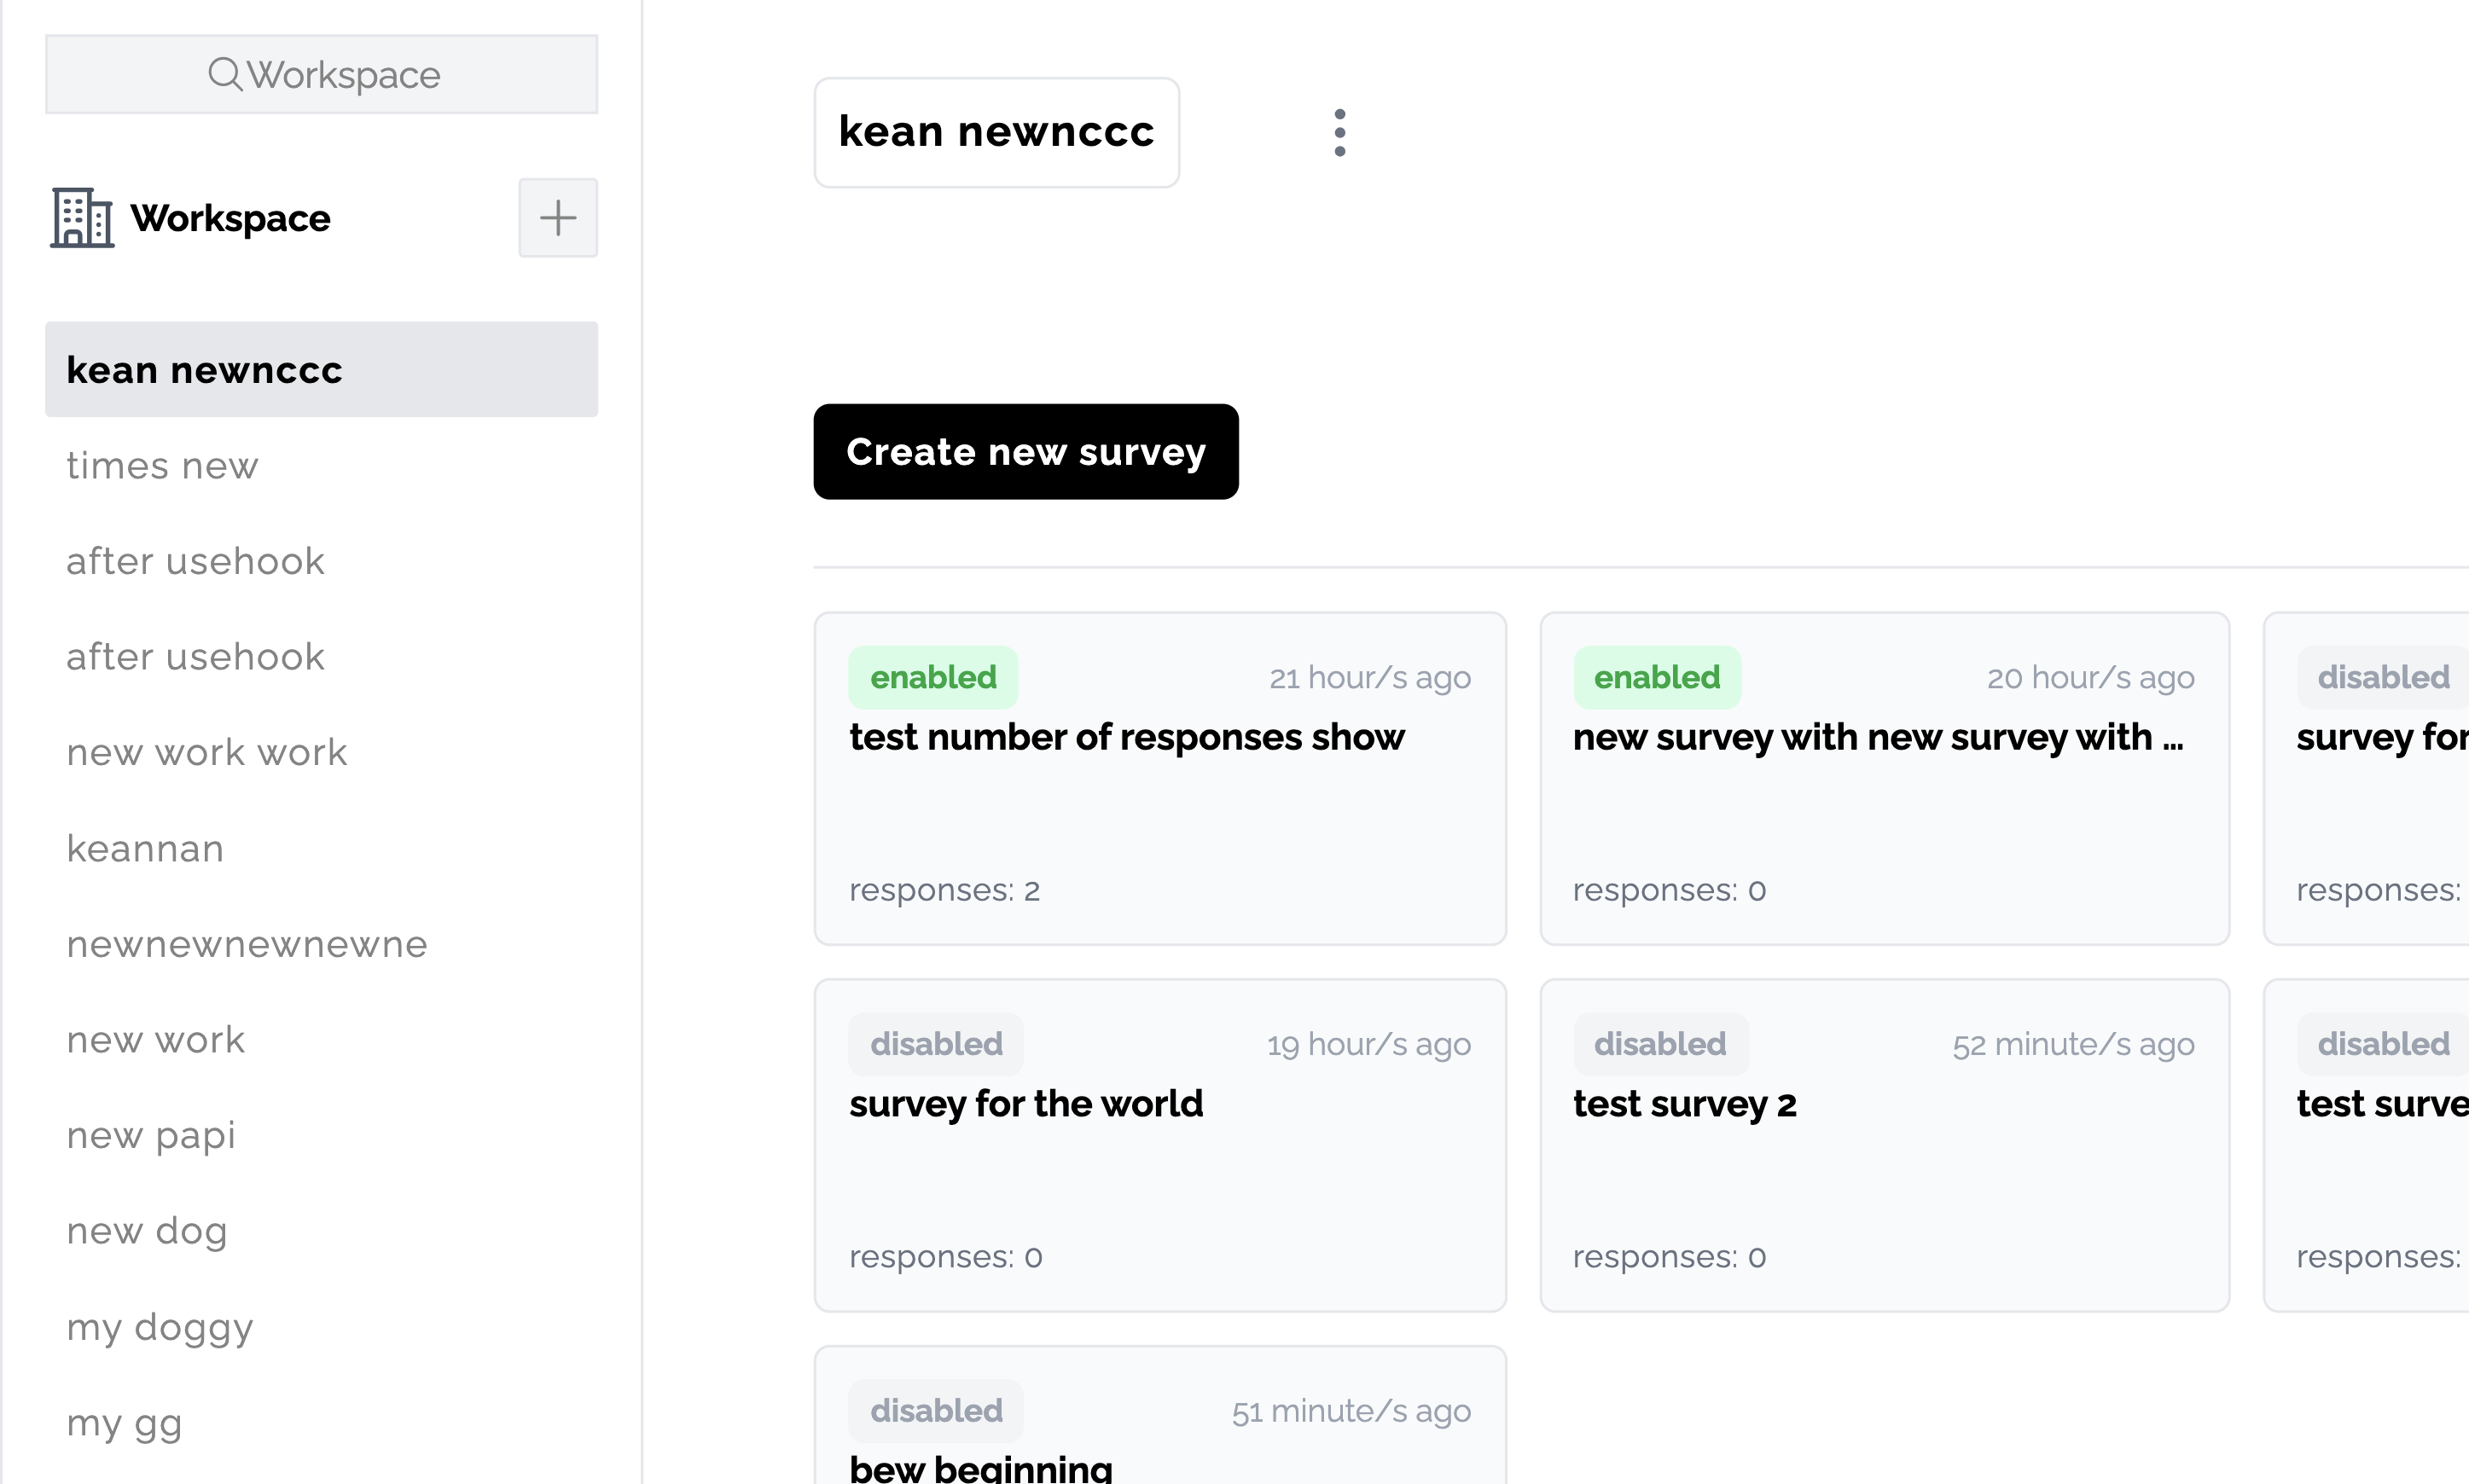 Workspace
Workspace
kean newnccc
times new
after usehook
after usehook
new work work
keannan
newnewnewnewne
new work
new papi
new dog
my doggy
my gg
kean newnccc
Create new survey
enabled 21 hour/s ago
test number of responses show
responses: 2
enabled 20 hour/s ago
new survey with new survey with ...
responses: 0
disabled
survey for
responses:
disabled 19 hour/s ago
survey for the world
responses: 0
disabled 52 minute/s ago
test survey 2
responses: 0
disabled
test surve
responses:
disabled 51 minute/s ago
bew beginning